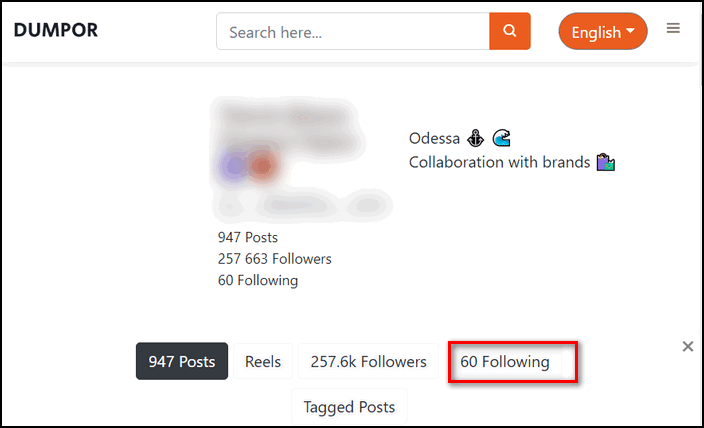 DUMPOR
Search here...
English
Odessa ⚓ 🌊
Collaboration with brands 🛍️
947 Posts
257 663 Followers
60 Following
947 Posts
Reels
257.6k Followers
60 Following
Tagged Posts